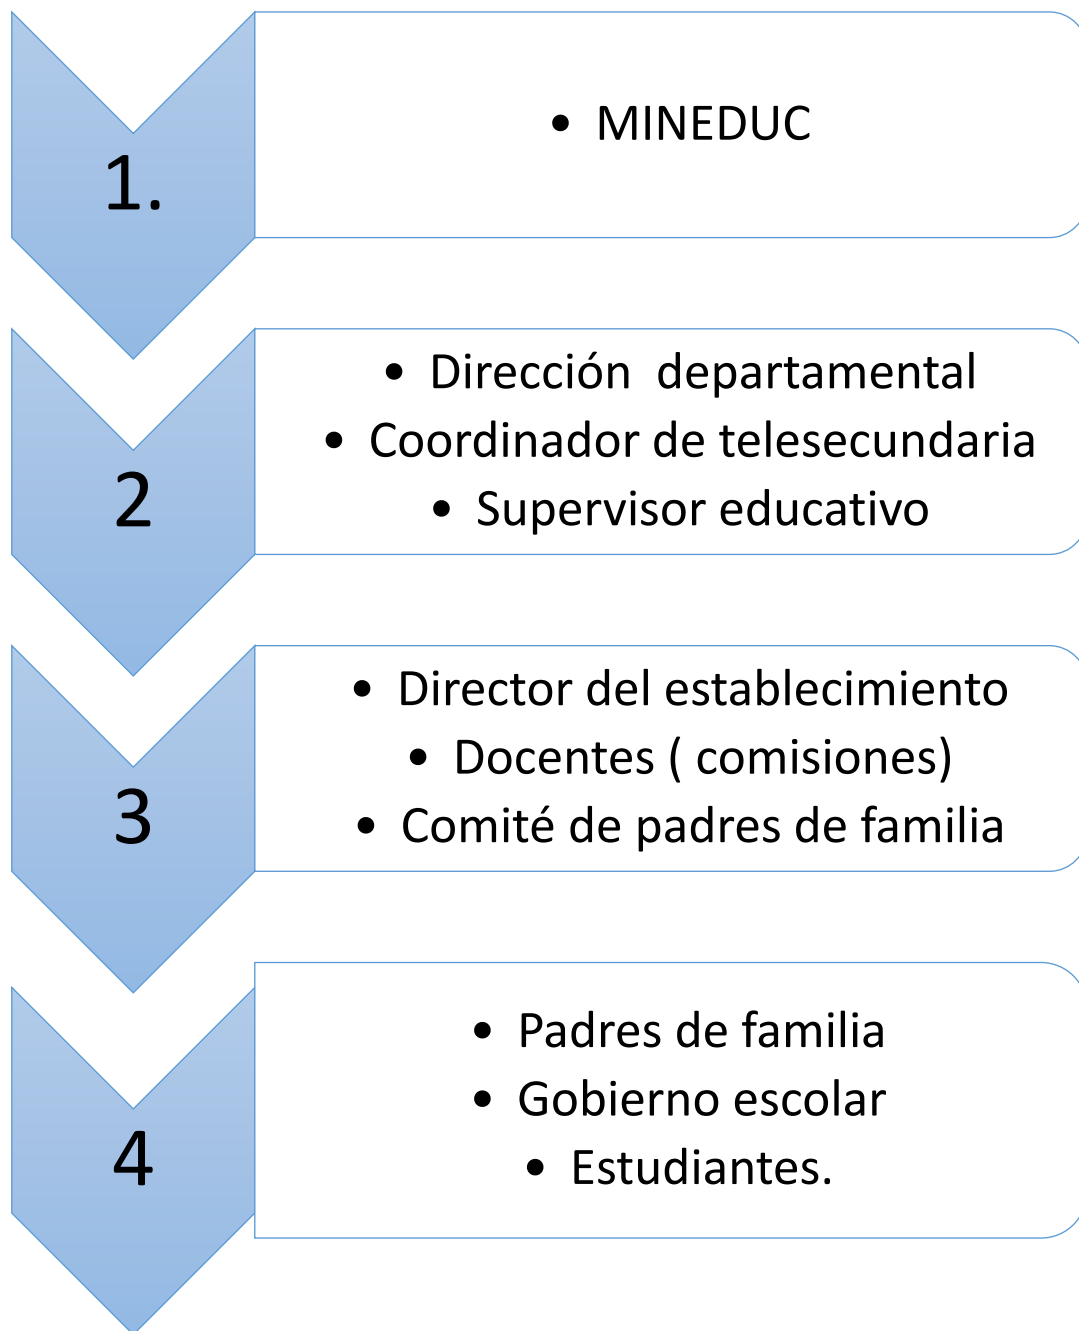 1.
• MINEDUC
2
• Dirección  departamental
• Coordinador de telesecundaria
• Supervisor educativo
3
• Director del establecimiento
• Docentes ( comisiones)
• Comité de padres de familia
4
• Padres de familia
• Gobierno escolar
• Estudiantes.